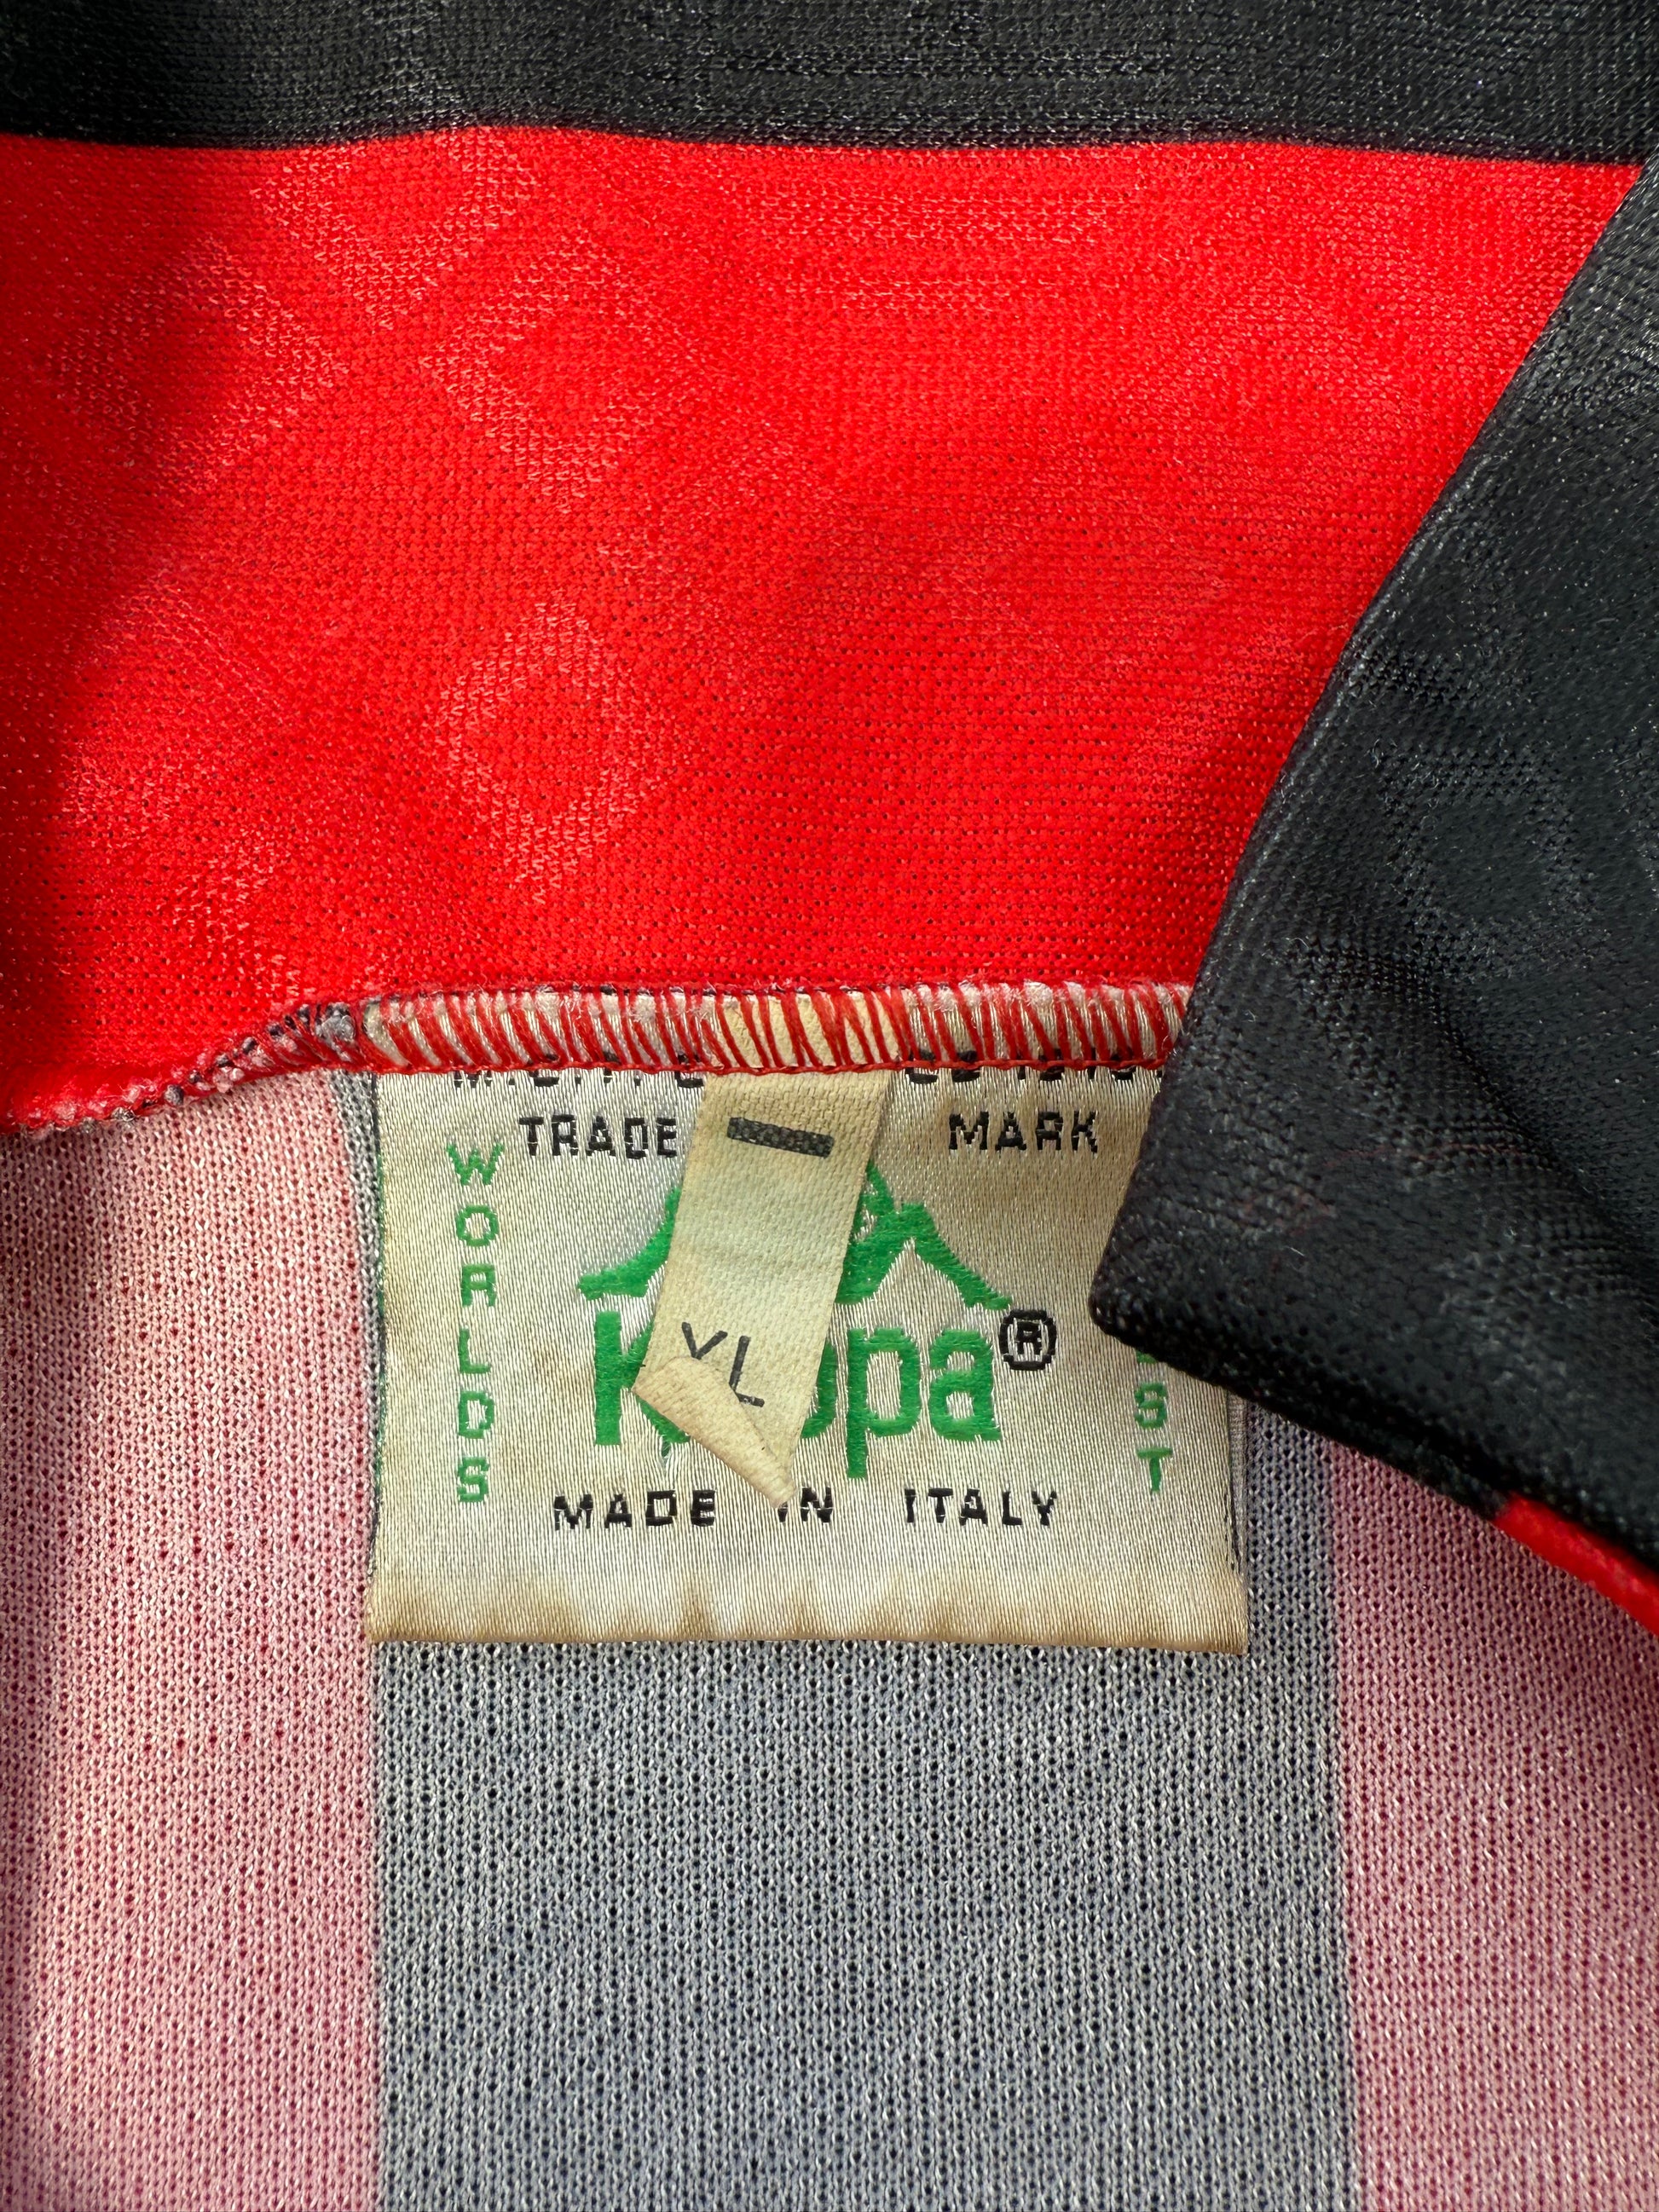 TRADE MARK
WORLDS
XL
Kappa®
MADE IN ITALY